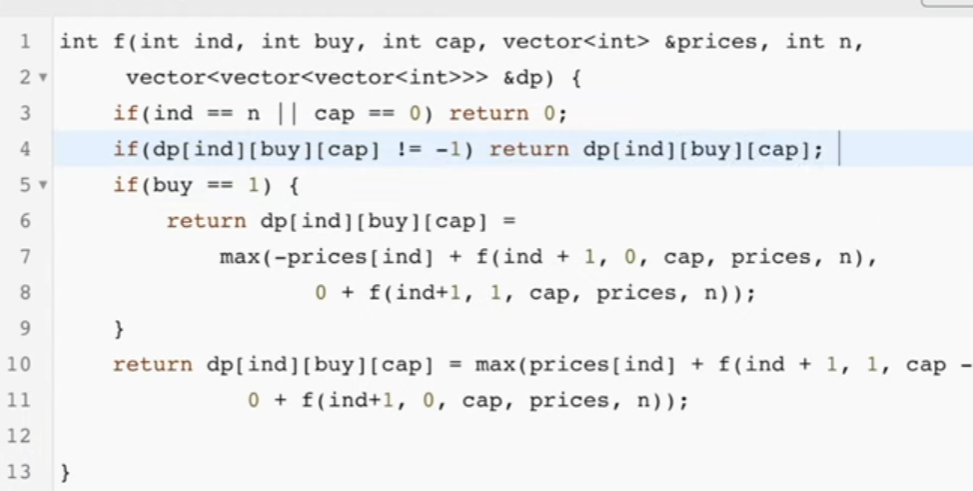 1 int f(int ind, int buy, int cap, vector<int> &prices, int n,
2 vector<vector<vector<int>>> &dp) {
3 if(ind == n || cap == 0) return 0;
4 if(dp[ind][buy][cap] != -1) return dp[ind][buy][cap];
5 if(buy == 1) {
6 return dp[ind][buy][cap] =
7 max(-prices[ind] + f(ind + 1, 0, cap, prices, n),
8 0 + f(ind+1, 1, cap, prices, n));
9 }
10 return dp[ind][buy][cap] = max(prices[ind] + f(ind + 1, 1, cap -
11 0 + f(ind+1, 0, cap, prices, n));
12
13 }